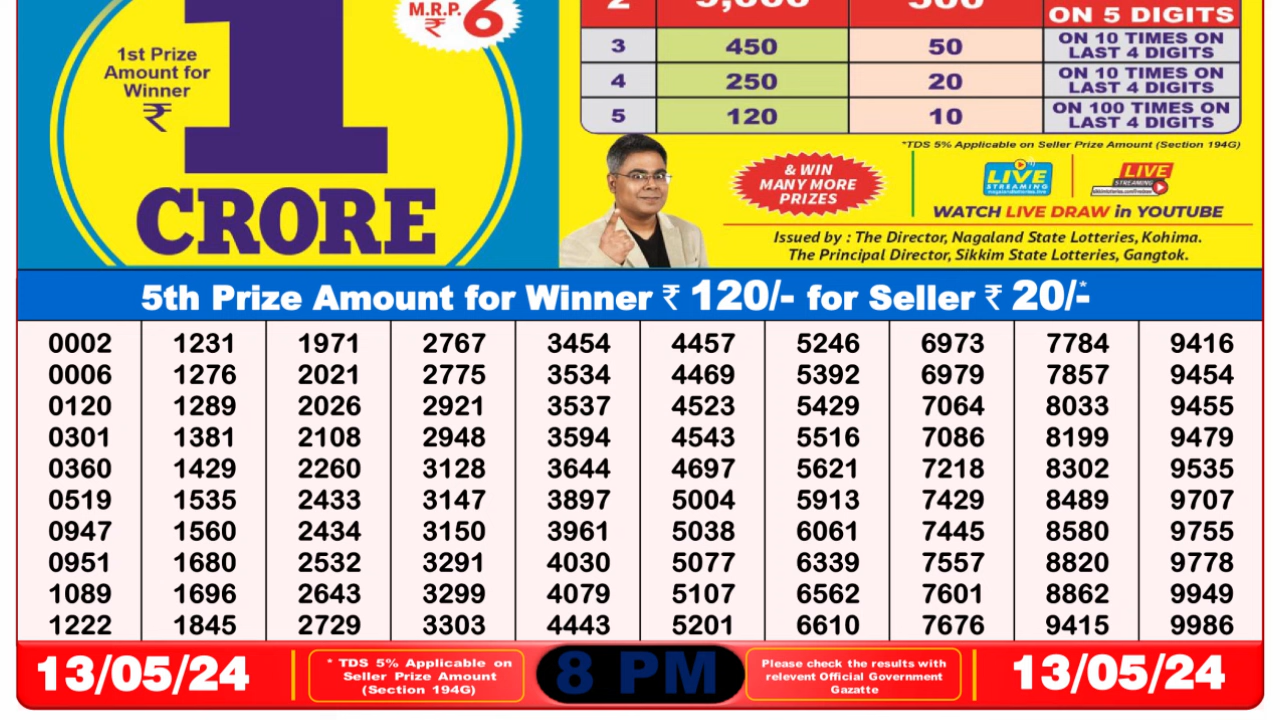 M.R.P.
₹ 6
1st Prize
Amount for
Winner
₹
1
CRORE
2 5,000 500 ON 5 DIGITS
3 450 50 ON 10 TIMES ON LAST 4 DIGITS
4 250 20 ON 10 TIMES ON LAST 4 DIGITS
5 120 10 ON 100 TIMES ON LAST 4 DIGITS
*TDS 5% Applicable on Seller Prize Amount (Section 194G)
& WIN
MANY MORE
PRIZES
LIVE
STREAMING
LIVE
STREAMING
WATCH LIVE DRAW in YOUTUBE
Issued by : The Director, Nagaland State Lotteries, Kohima.
The Principal Director, Sikkim State Lotteries, Gangtok.
5th Prize Amount for Winner ₹ 120/- for Seller ₹ 20/-*
0002 1231 1971 2767 3454 4457 5246 6973 7784 9416
0006 1276 2021 2775 3534 4469 5392 6979 7857 9454
0120 1289 2026 2921 3537 4523 5429 7064 8033 9455
0301 1381 2108 2948 3594 4543 5516 7086 8199 9479
0360 1429 2260 3128 3644 4697 5621 7218 8302 9535
0519 1535 2433 3147 3897 5004 5913 7429 8489 9707
0947 1560 2434 3150 3961 5038 6061 7445 8580 9755
0951 1680 2532 3291 4030 5077 6339 7557 8820 9778
1089 1696 2643 3299 4079 5107 6562 7601 8862 9949
1222 1845 2729 3303 4443 5201 6610 7676 9415 9986
13/05/24
* TDS 5% Applicable on
Seller Prize Amount
(Section 194G)
8 PM
Please check the results with
relevent Official Government
Gazatte
13/05/24